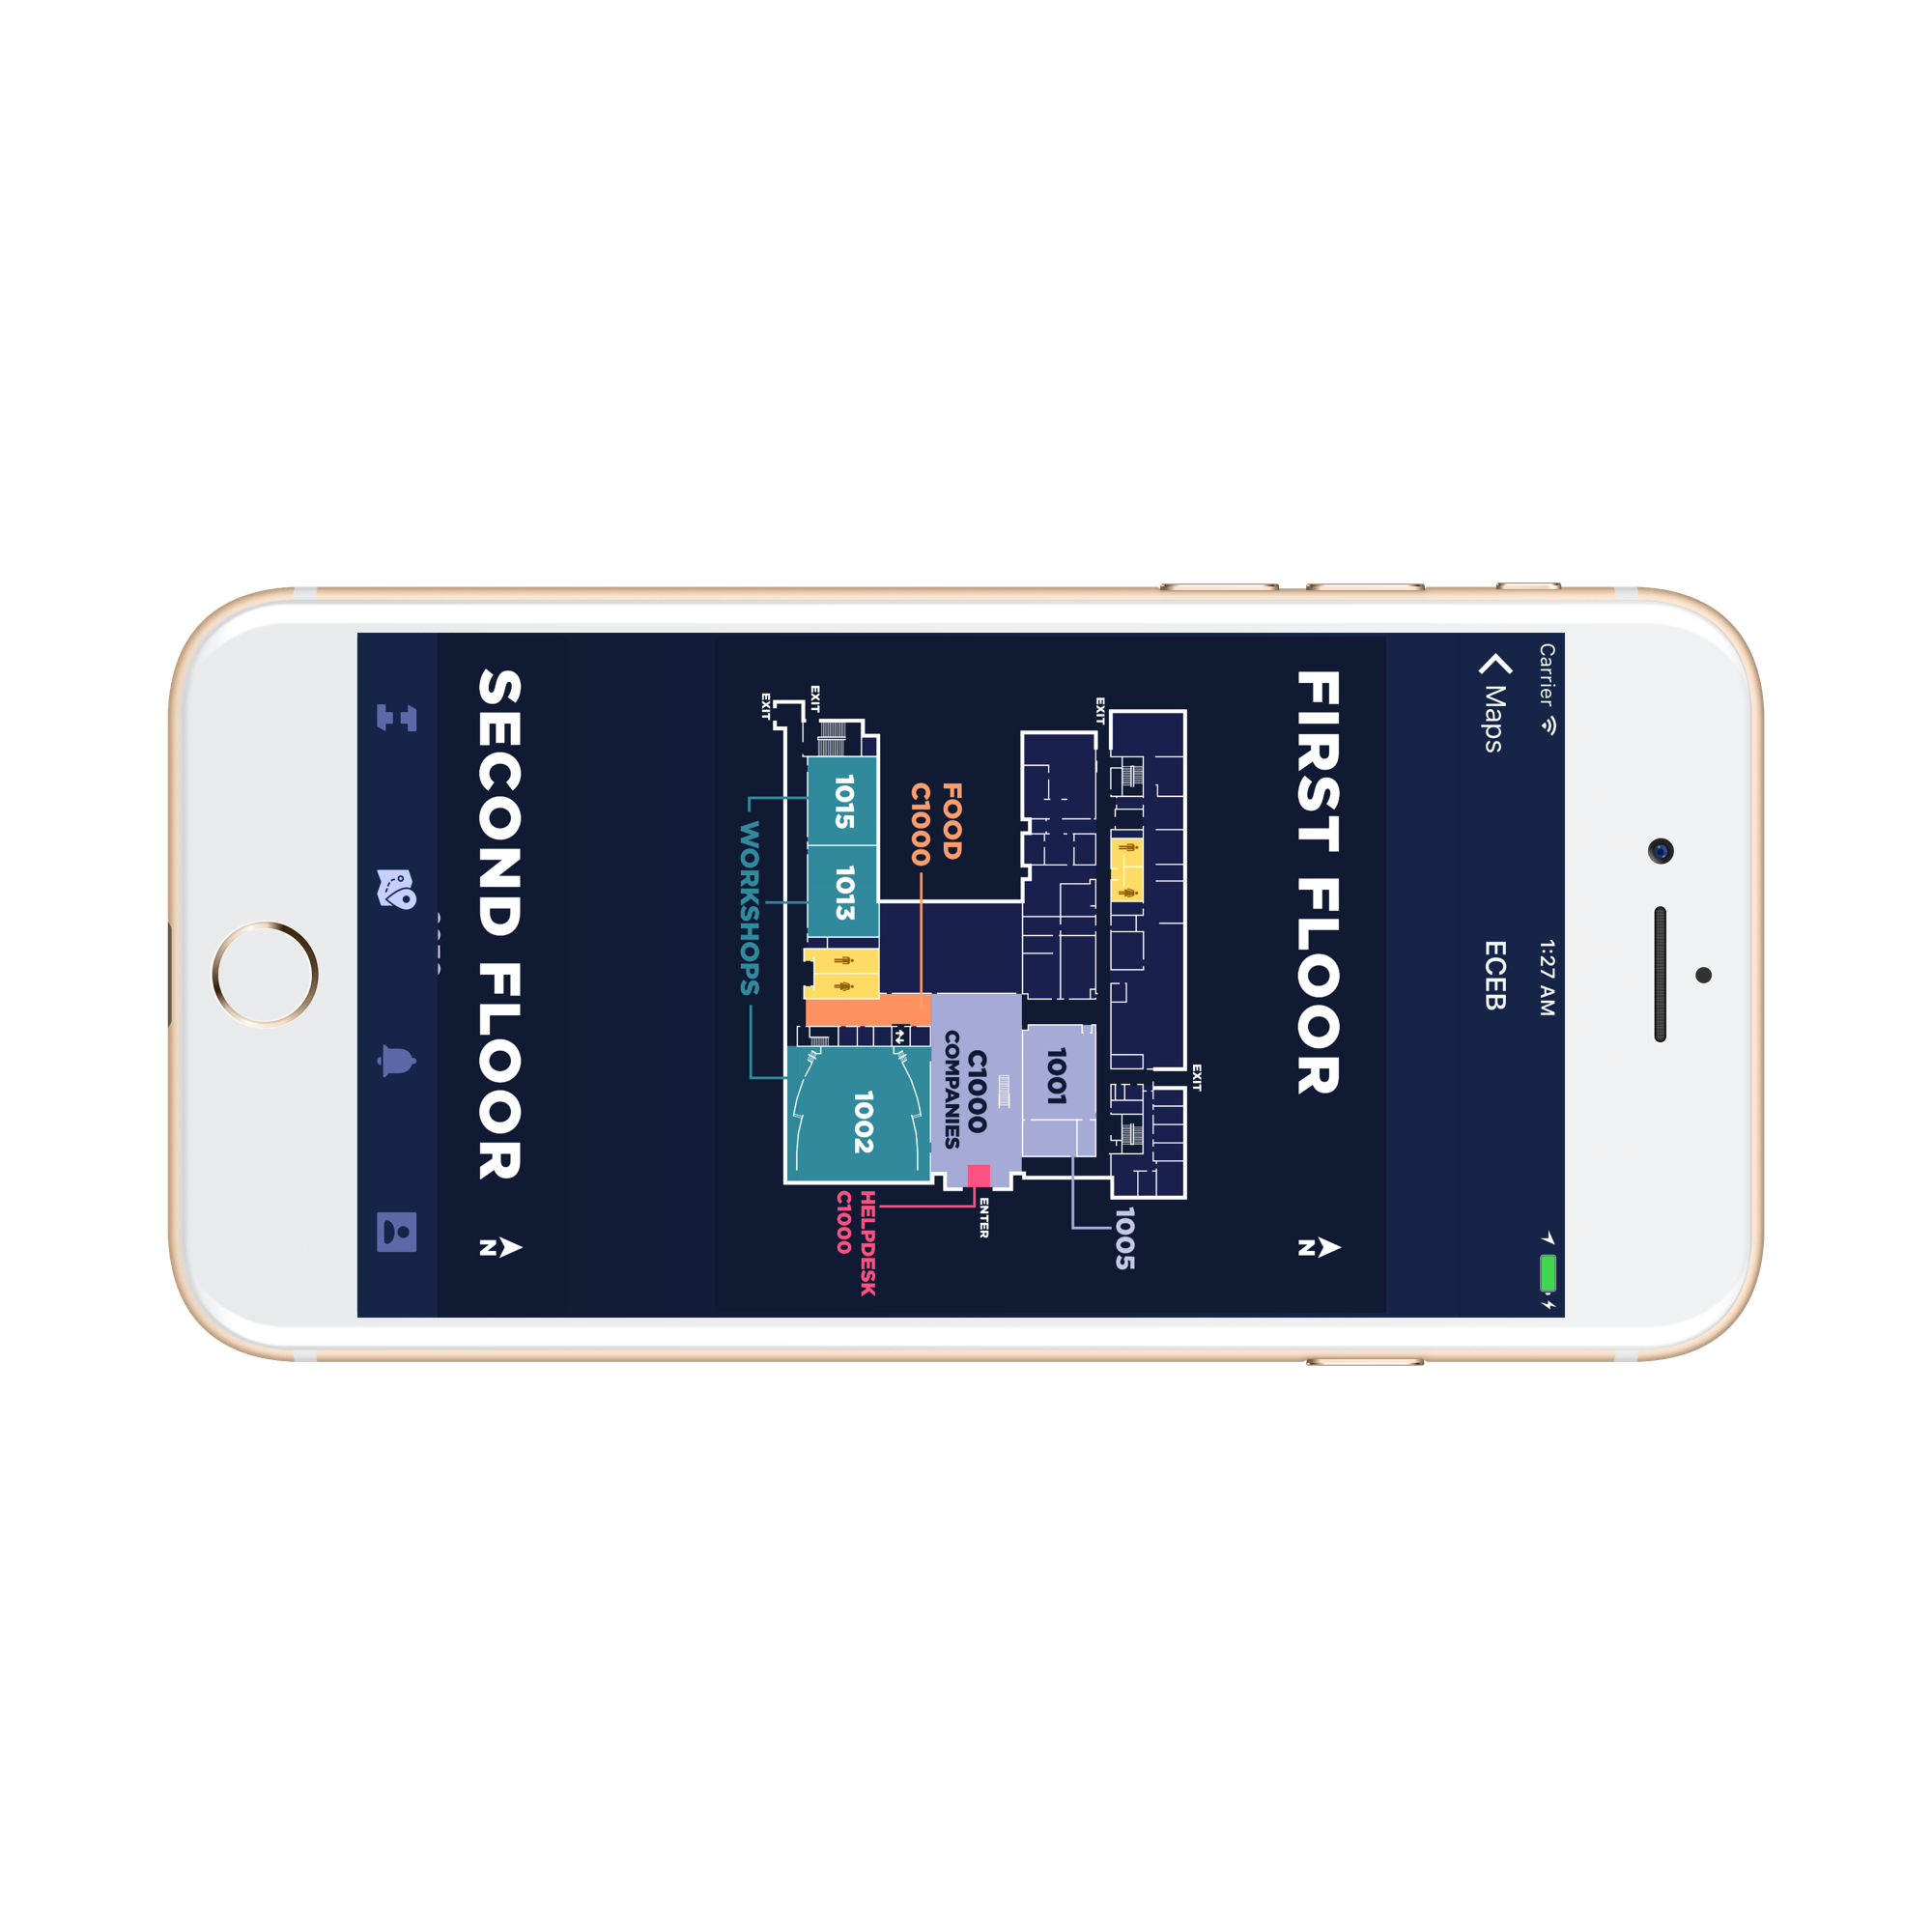 Carrier 1:27 AM
Maps ECEB
FIRST FLOOR N
EXIT
EXIT
1005
1001
ENTER
C1000
COMPANIES
FOOD
C1000
HELPDESK
C1000
1015 1013 1002
EXIT
EXIT
WORKSHOPS
SECOND FLOOR N